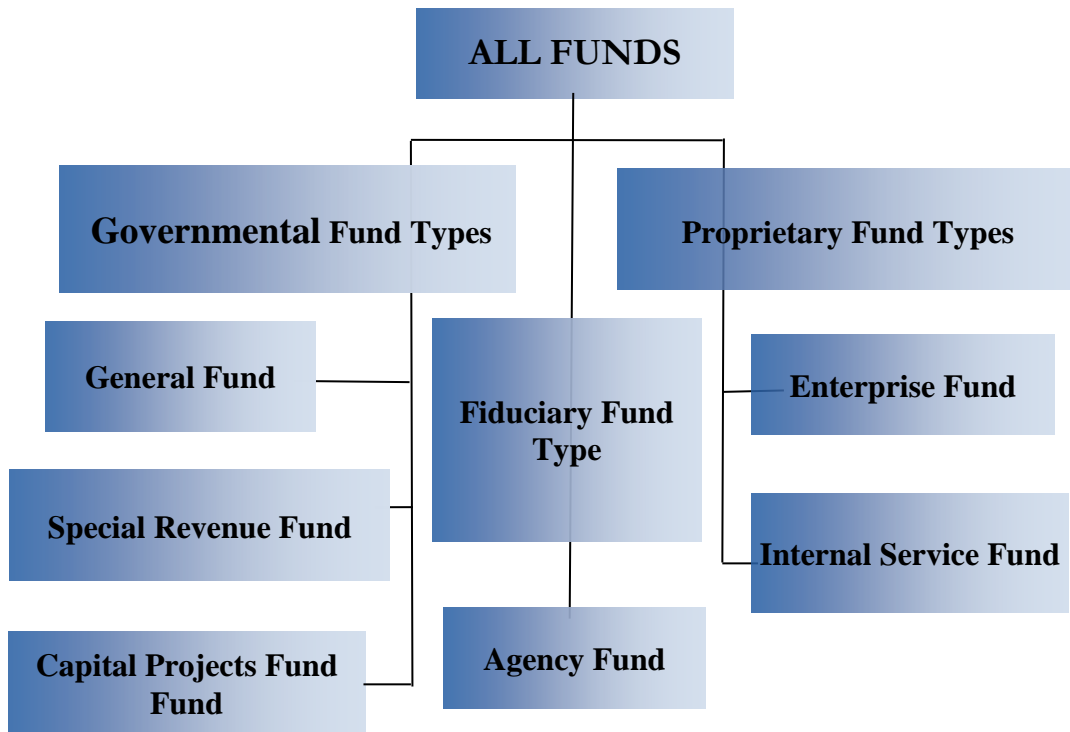 ALL FUNDS
Governmental Fund Types
Proprietary Fund Types
General Fund
Fiduciary Fund
Type
Enterprise Fund
Special Revenue Fund
Internal Service Fund
Capital Projects Fund
Fund
Agency Fund